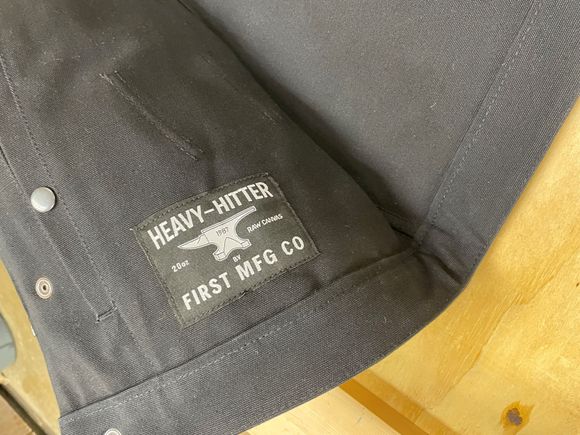 HEAVY-HITTER
1987
20oz
RAW CANVAS
BY
FIRST MFG CO